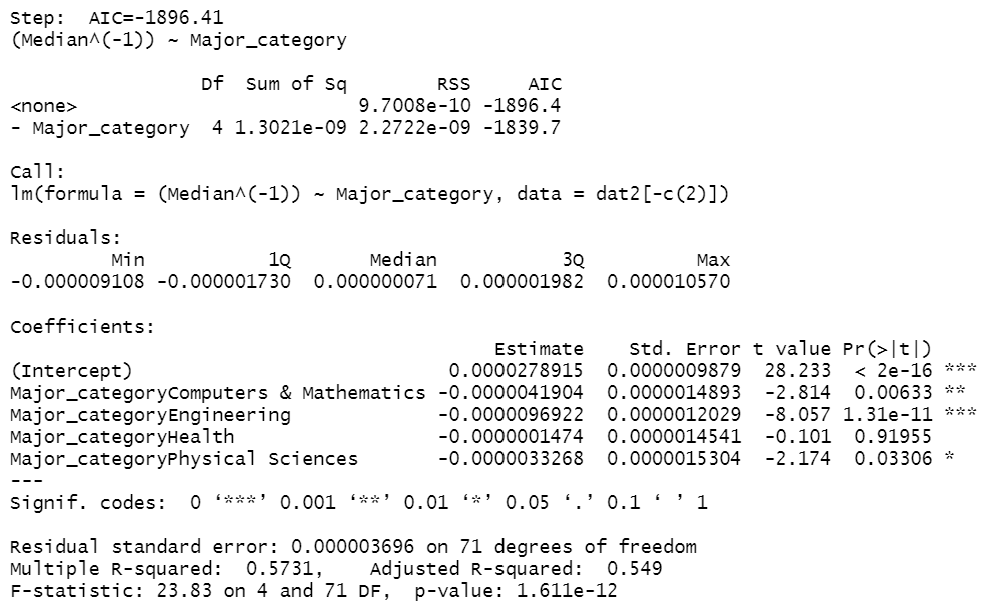 Step:  AIC=-1896.41
(Median^(-1)) ~ Major_category

                 Df  Sum of Sq        RSS     AIC
<none>                         9.7008e-10 -1896.4
- Major_category  4 1.3021e-09 2.2722e-09 -1839.7

Call:
lm(formula = (Median^(-1)) ~ Major_category, data = dat2[-c(2)])

Residuals:
         Min           1Q       Median           3Q          Max
-0.000009108 -0.000001730  0.000000071  0.000001982  0.000010570

Coefficients:
                                           Estimate    Std. Error t value Pr(>|t|)
(Intercept)                            0.0000278915  0.0000009879  28.233  < 2e-16 ***
Major_categoryComputers & Mathematics -0.0000041904  0.0000014893  -2.814  0.00633 **
Major_categoryEngineering             -0.0000096922  0.0000012029  -8.057 1.31e-11 ***
Major_categoryHealth                  -0.0000001474  0.0000014541  -0.101  0.91955
Major_categoryPhysical Sciences       -0.0000033268  0.0000015304  -2.174  0.03306 *
---
Signif. codes:  0 ‘***’ 0.001 ‘**’ 0.01 ‘*’ 0.05 ‘.’ 0.1 ‘ ’ 1

Residual standard error: 0.000003696 on 71 degrees of freedom
Multiple R-squared:  0.5731,    Adjusted R-squared:  0.549
F-statistic: 23.83 on 4 and 71 DF,  p-value: 1.611e-12